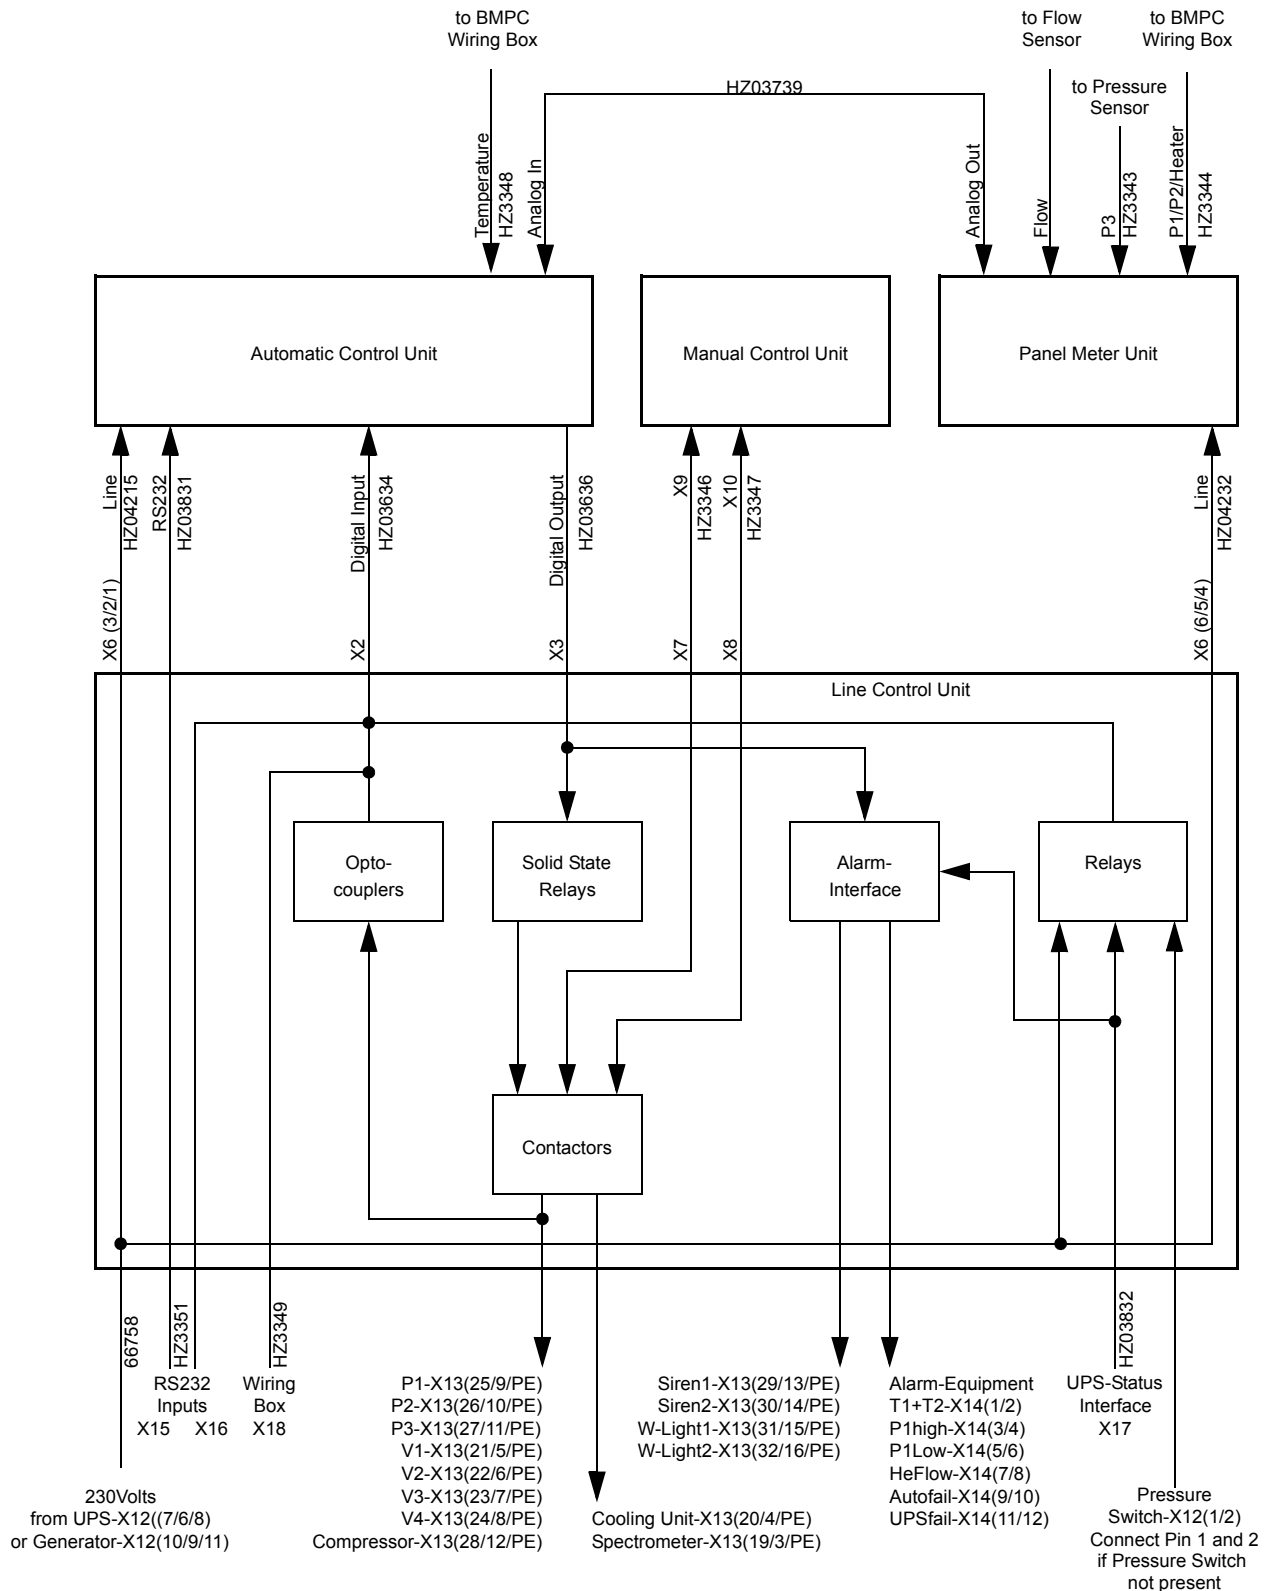 to BMPC
Wiring Box
to Flow
Sensor
to BMPC
Wiring Box
to Pressure
Sensor
HZ03739
Temperature
HZ3348
Analog In
Analog Out
Flow
P3
HZ3343
P1/P2/Heater
HZ3344
Automatic Control Unit
Manual Control Unit
Panel Meter Unit
Line
HZ04215
RS232
HZ03831
Digital Input
HZ03634
Digital Output
HZ03636
X9
HZ3346
X10
HZ3347
Line
HZ04232
X6 (3/2/1)
X2
X3
X7
X8
X6 (6/5/4)
Line Control Unit
Opto-
couplers
Solid State
Relays
Alarm-
Interface
Relays
Contactors
66758
HZ3351
HZ3349
HZ03832
RS232
Inputs
X15 X16
Wiring
Box
X18
230Volts
from UPS-X12((7/6/8)
or Generator-X12(10/9/11)
P1-X13(25/9/PE)
P2-X13(26/10/PE)
P3-X13(27/11/PE)
V1-X13(21/5/PE)
V2-X13(22/6/PE)
V3-X13(23/7/PE)
V4-X13(24/8/PE)
Compressor-X13(28/12/PE)
Cooling Unit-X13(20/4/PE)
Spectrometer-X13(19/3/PE)
Siren1-X13(29/13/PE)
Siren2-X13(30/14/PE)
W-Light1-X13(31/15/PE)
W-Light2-X13(32/16/PE)
Alarm-Equipment
T1+T2-X14(1/2)
P1high-X14(3/4)
P1Low-X14(5/6)
HeFlow-X14(7/8)
Autofail-X14(9/10)
UPSfail-X14(11/12)
UPS-Status
Interface
X17
Pressure
Switch-X12(1/2)
Connect Pin 1 and 2
if Pressure Switch
not present